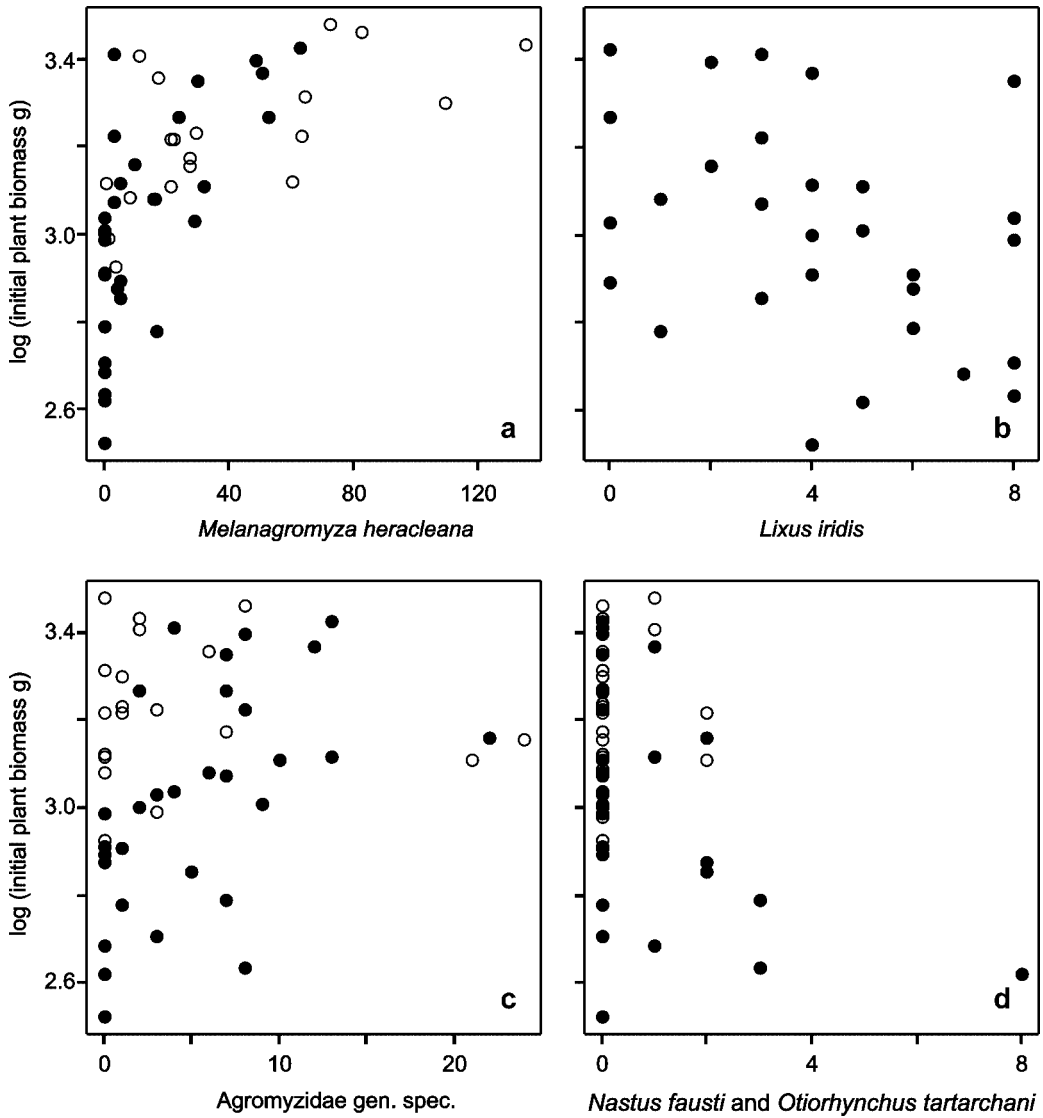 log (initial plant biomass g)
3.4
3.0
2.6
a
b
0 40 80 120
0 4 8
Melanagromyza heracleana
Lixus iridis
log (initial plant biomass g)
3.4
3.0
2.6
c
d
0 10 20
0 4 8
Agromyzidae gen. spec.
Nastus fausti and Otiorhynchus tartarchani